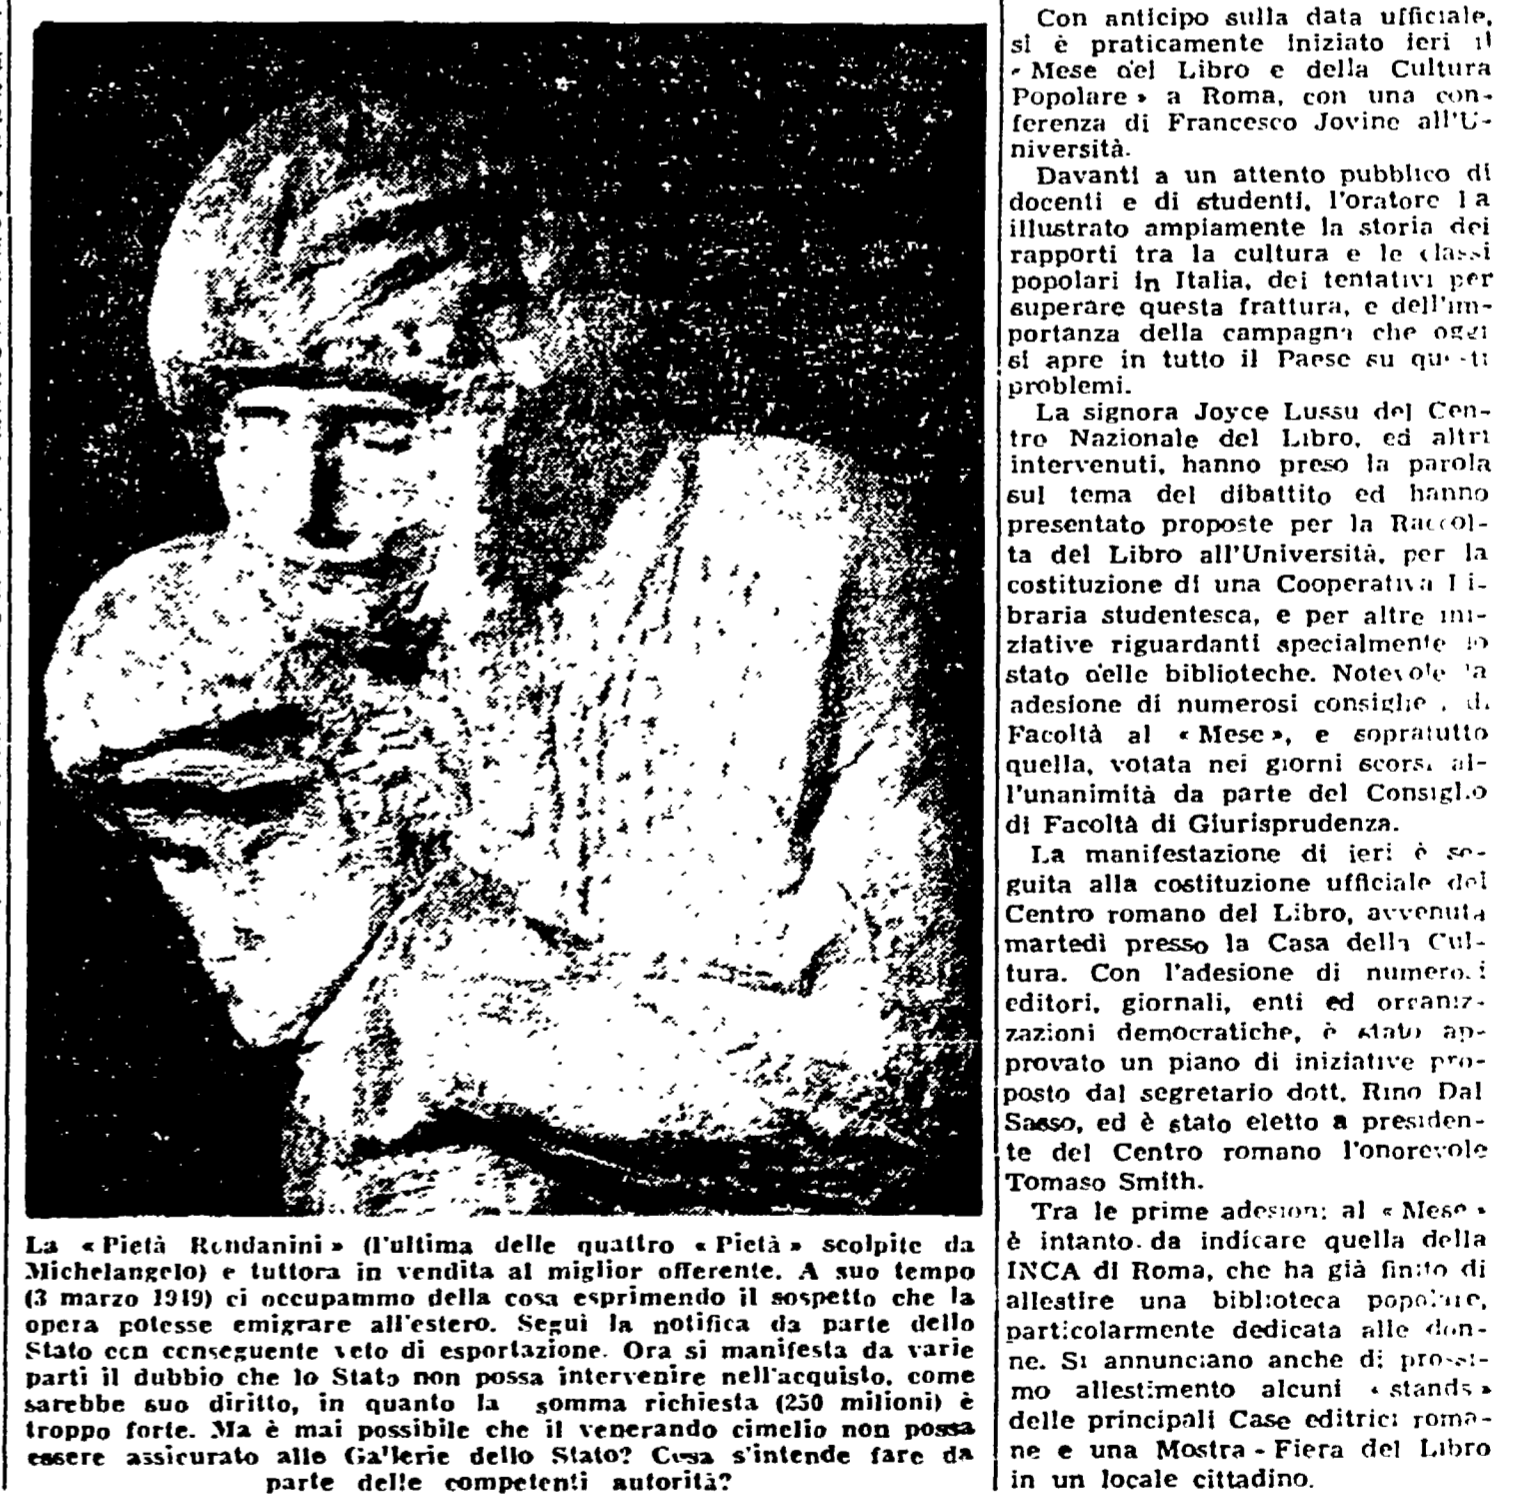 La « Pietà Rondanini » (l'ultima delle quattro « Pietà » scolpite da
Michelangelo) e tuttora in vendita al miglior offerente. A suo tempo
(3 marzo 1949) ci occupammo della cosa esprimendo il sospetto che la
opera potesse emigrare all'estero. Seguì la notifica da parte dello
Stato con conseguente veto di esportazione. Ora si manifesta da varie
parti il dubbio che lo Stato non possa intervenire nell'acquisto, come
sarebbe suo diritto, in quanto la somma richiesta (250 milioni) è
troppo forte. Ma è mai possibile che il venerando cimelio non possa
essere assicurato alle Gallerie dello Stato? Cosa s'intende fare da
parte delle competenti autorità?
Con anticipo sulla data ufficiale,
si è praticamente iniziato ieri il
« Mese del Libro e della Cultura
Popolare » a Roma, con una con-
ferenza di Francesco Jovine all'U-
niversità.
Davanti a un attento pubblico di
docenti e di studenti, l'oratore ha
illustrato ampiamente la storia dei
rapporti tra la cultura e le classi
popolari in Italia, dei tentativi per
superare questa frattura, e dell'im-
portanza della campagna che oggi
si apre in tutto il Paese su questi
problemi.
La signora Joyce Lussu del Cen-
tro Nazionale del Libro, ed altri
intervenuti, hanno preso la parola
sul tema del dibattito ed hanno
presentato proposte per la Raccol-
ta del Libro all'Università, per la
costituzione di una Cooperativa Li-
braria studentesca, e per altre ini-
ziative riguardanti specialmente lo
stato delle biblioteche. Notevole la
adesione di numerosi consiglieri di
Facoltà al « Mese », e sopratutto
quella, votata nei giorni scorsi al-
l'unanimità da parte del Consiglio
di Facoltà di Giurisprudenza.
La manifestazione di ieri è se-
guita alla costituzione ufficiale del
Centro romano del Libro, avvenuta
martedì presso la Casa della Cul-
tura. Con l'adesione di numerosi
editori, giornali, enti ed organiz-
zazioni democratiche, è stato ap-
provato un piano di iniziative pro-
posto dal segretario dott. Rino Dal
Sasso, ed è stato eletto a presiden-
te del Centro romano l'onorevole
Tomaso Smith.
Tra le prime adesioni al « Mese »
è intanto da indicare quella della
INCA di Roma, che ha già finito di
allestire una biblioteca popolare,
particolarmente dedicata alle don-
ne. Si annunciano anche di prossi-
mo allestimento alcuni « stands »
delle principali Case editrici roma-
ne e una Mostra - Fiera del Libro
in un locale cittadino.